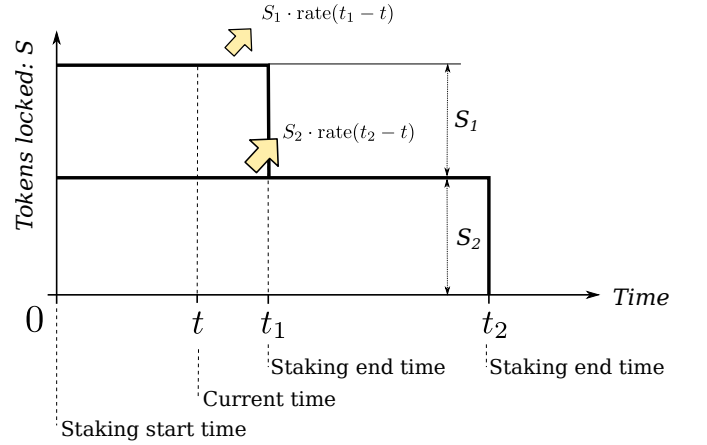 S₁ · rate(t₁ − t)
Tokens locked: S
S₁
S₂ · rate(t₂ − t)
S₂
Time
0
t
t₁
t₂
Staking end time
Staking end time
Current time
Staking start time